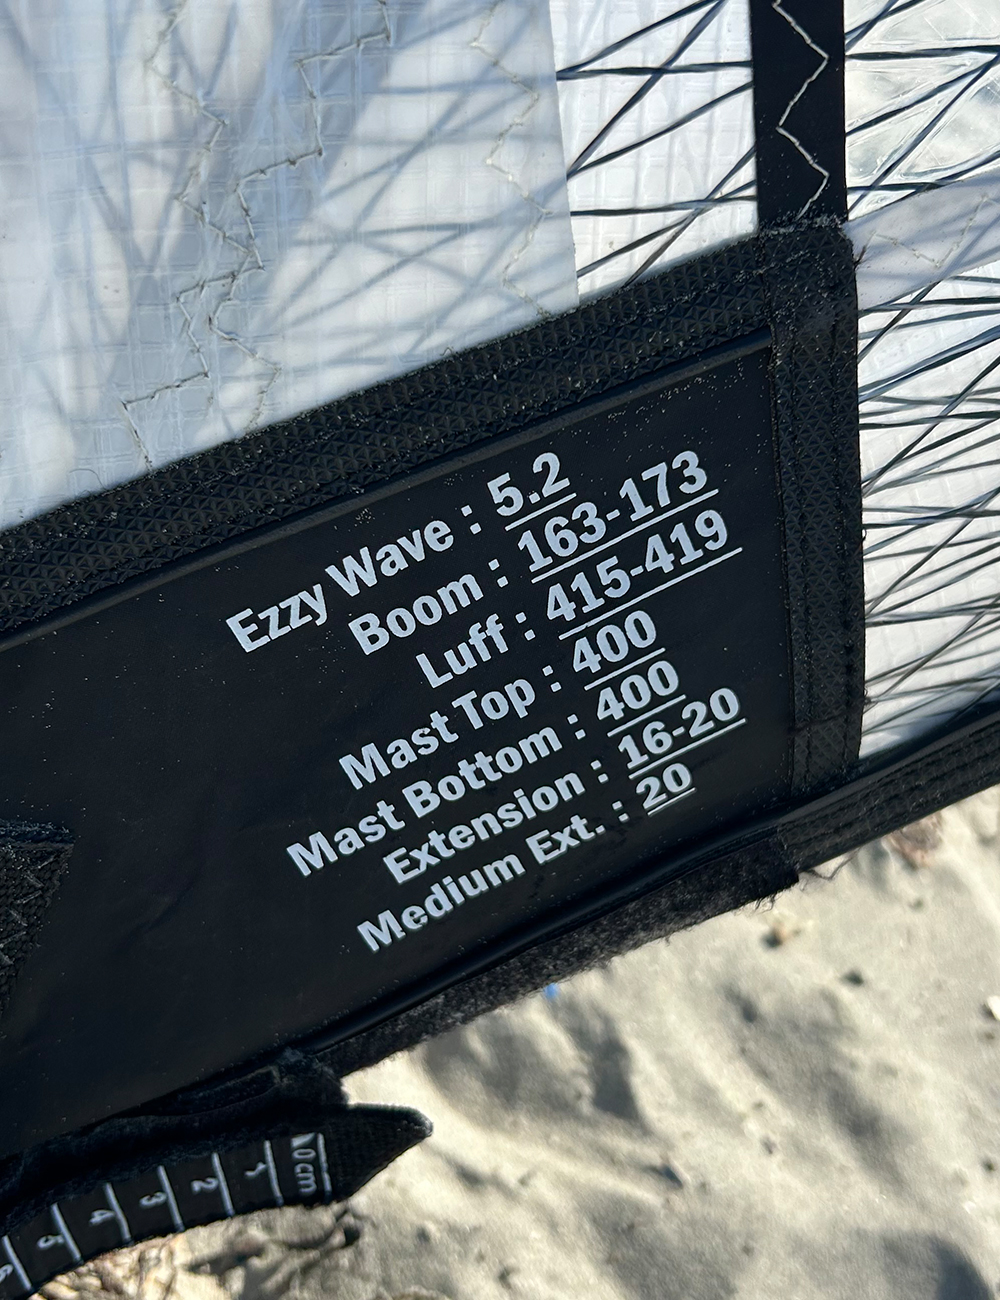 Ezzy Wave : 5.2
Boom : 163-173
Luff : 415-419
Mast Top : 400
Mast Bottom : 400
Extension : 16-20
Medium Ext. : 20
0cm
1
2
3
4
5
6